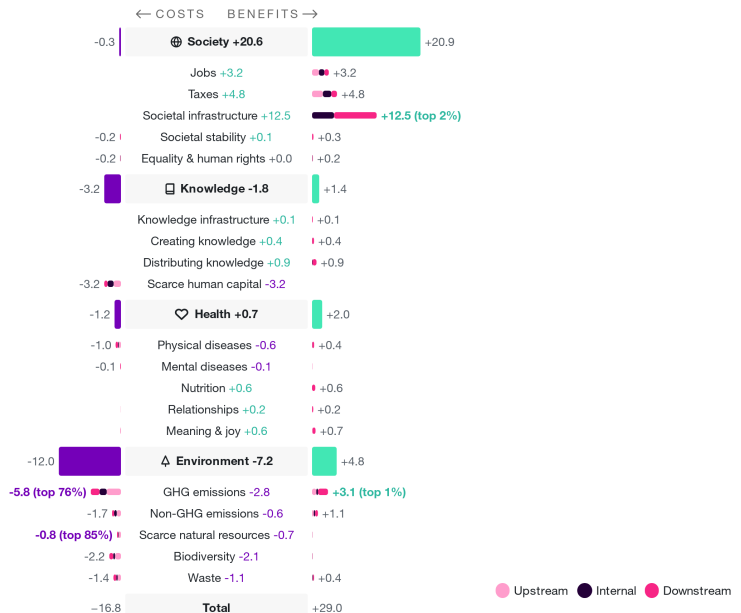 ← COSTS BENEFITS →
-0.3 Society +20.6 +20.9
Jobs +3.2 +3.2
Taxes +4.8 +4.8
Societal infrastructure +12.5 +12.5 (top 2%)
-0.2 Societal stability +0.1 +0.3
-0.2 Equality & human rights +0.0 +0.2
-3.2 Knowledge -1.8 +1.4
Knowledge infrastructure +0.1 +0.1
Creating knowledge +0.4 +0.4
Distributing knowledge +0.9 +0.9
-3.2 Scarce human capital -3.2
-1.2 Health +0.7 +2.0
-1.0 Physical diseases -0.6 +0.4
-0.1 Mental diseases -0.1
Nutrition +0.6 +0.6
Relationships +0.2 +0.2
Meaning & joy +0.6 +0.7
-12.0 Environment -7.2 +4.8
-5.8 (top 76%) GHG emissions -2.8 +3.1 (top 1%)
-1.7 Non-GHG emissions -0.6 +1.1
-0.8 (top 85%) Scarce natural resources -0.7
-2.2 Biodiversity -2.1
-1.4 Waste -1.1 +0.4
Upstream Internal Downstream
−16.8 Total +29.0